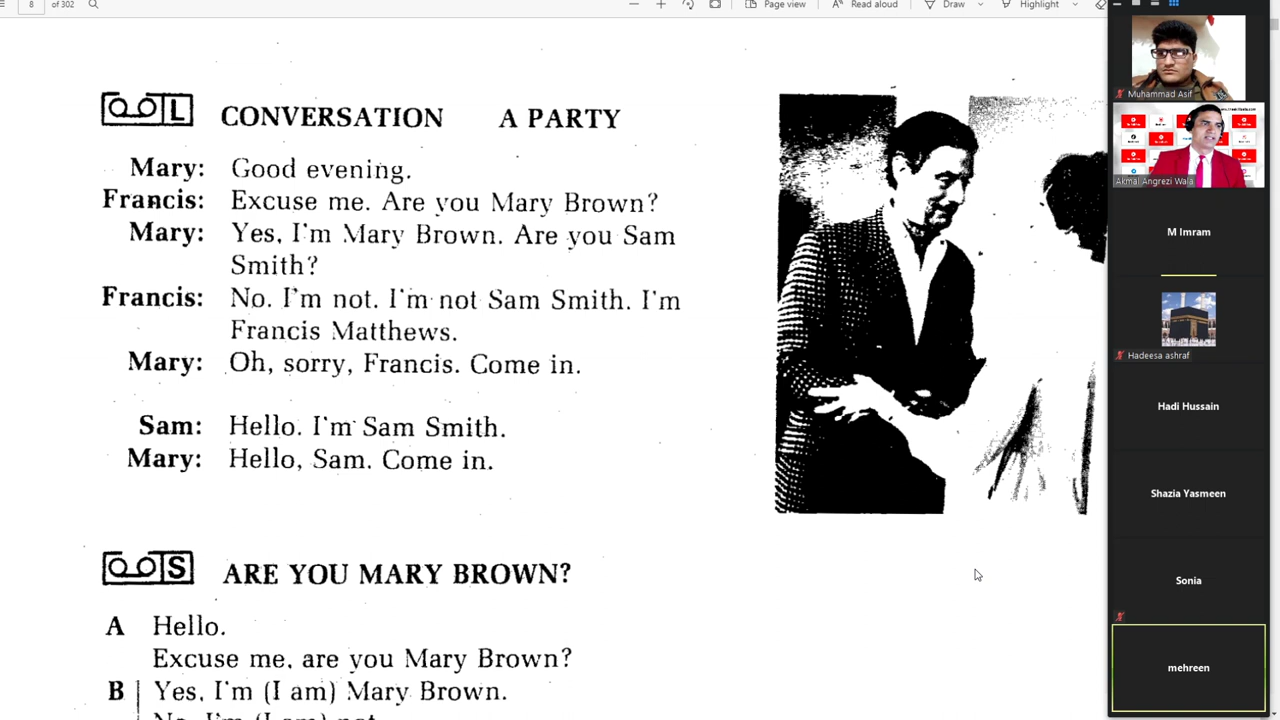 8 of 302 Page view Read aloud Draw Highlight
L CONVERSATION A PARTY
Mary: Good evening.
Francis: Excuse me. Are you Mary Brown?
Mary: Yes, I'm Mary Brown. Are you Sam
Smith?
Francis: No. I'm not. I'm not Sam Smith. I'm
Francis Matthews.
Mary: Oh, sorry, Francis. Come in.
Sam: Hello. I'm Sam Smith.
Mary: Hello, Sam. Come in.
S ARE YOU MARY BROWN?
A Hello.
Excuse me, are you Mary Brown?
B Yes, I'm (I am) Mary Brown.
No, I'm (I am) not.
Muhammad Asif
Akmal Angrezi Wala
M Imram
Hadeesa ashraf
Hadi Hussain
Shazia Yasmeen
Sonia
mehreen